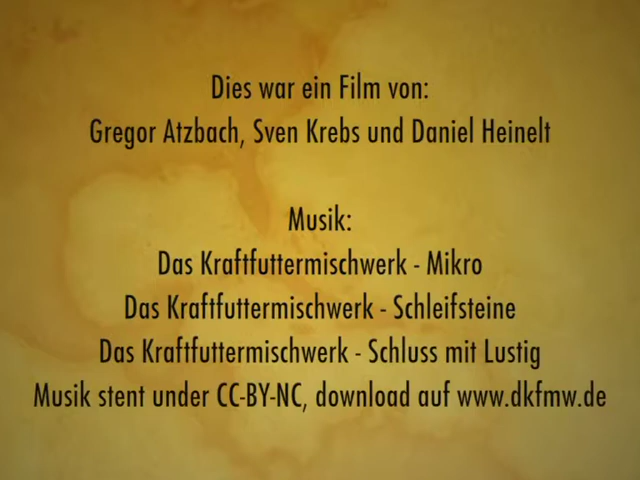 Dies war ein Film von:
Gregor Atzbach, Sven Krebs und Daniel Heinelt
Musik:
Das Kraftfuttermischwerk - Mikro
Das Kraftfuttermischwerk - Schleifsteine
Das Kraftfuttermischwerk - Schluss mit Lustig
Musik stent under CC-BY-NC, download auf www.dkfmw.de